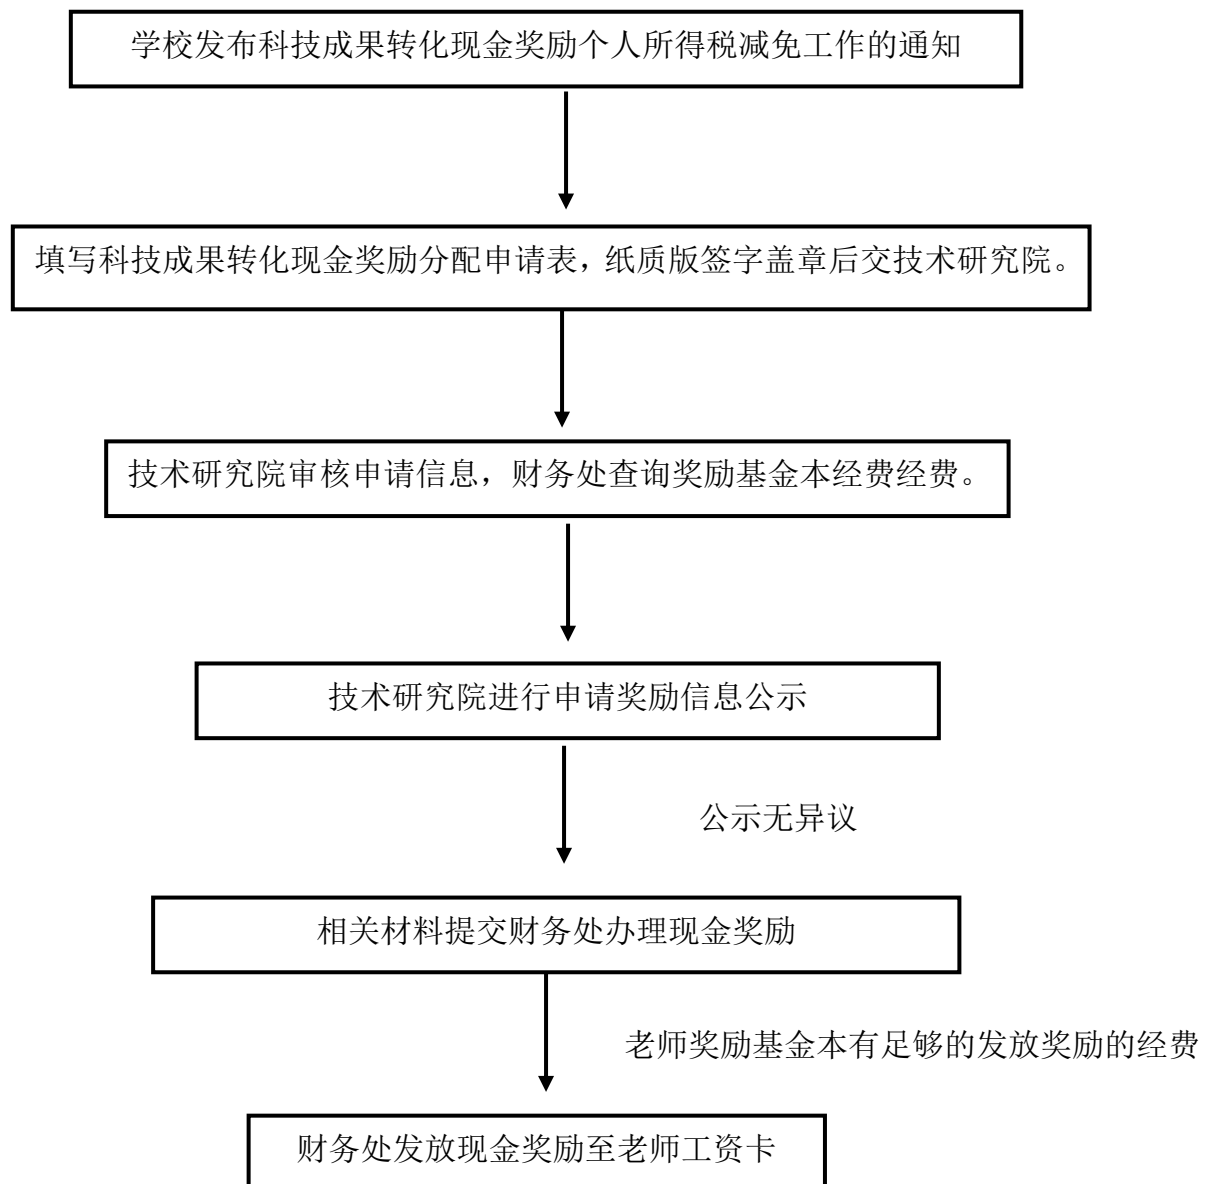 学校发布科技成果转化现金奖励个人所得税减免工作的通知
填写科技成果转化现金奖励分配申请表，纸质版签字盖章后交技术研究院。
技术研究院审核申请信息，财务处查询奖励基金本经费经费。
技术研究院进行申请奖励信息公示
公示无异议
相关材料提交财务处办理现金奖励
老师奖励基金本有足够的发放奖励的经费
财务处发放现金奖励至老师工资卡